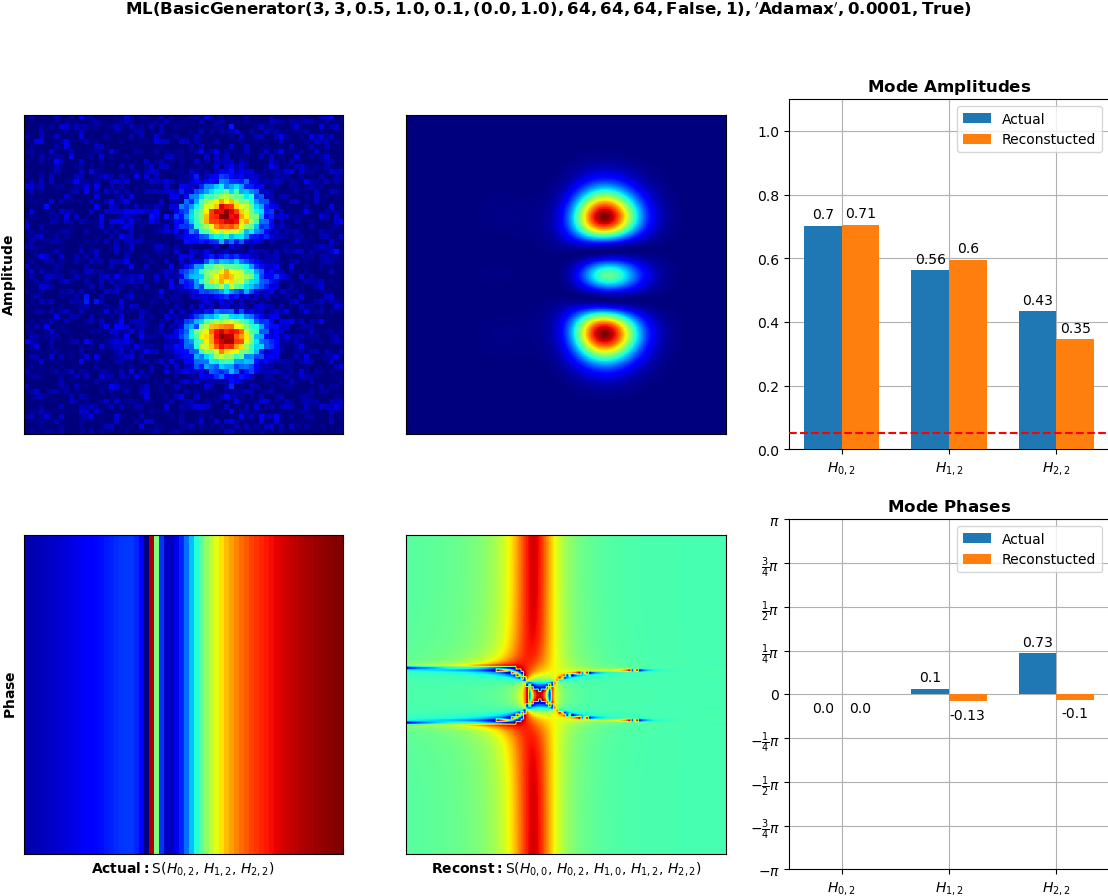 ML(BasicGenerator(3, 3, 0.5, 1.0, 0.1, (0.0, 1.0), 64, 64, 64, False, 1), ′Adamax′, 0.0001, True)
Amplitude
Mode Amplitudes
Actual
Reconstucted
1.0
0.8
0.6
0.4
0.2
0.0
0.7
0.71
0.56
0.6
0.43
0.35
H0, 2
H1, 2
H2, 2
Phase
Actual: S(H0, 2, H1, 2, H2, 2)
Reconst: S(H0, 0, H0, 2, H1, 0, H1, 2, H2, 2)
Mode Phases
Actual
Reconstucted
π
3/4π
1/2π
1/4π
0
−1/4π
−1/2π
−3/4π
−π
0.0
0.0
0.1
-0.13
0.73
-0.1
H0, 2
H1, 2
H2, 2